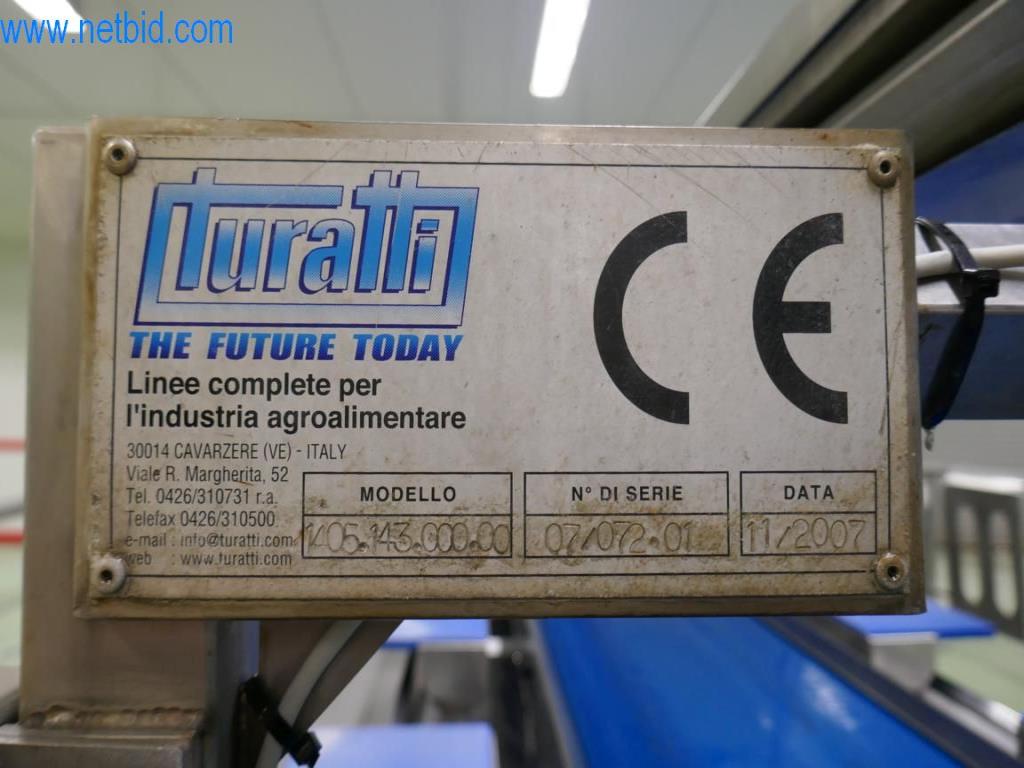 www.netbid.com
turatti
THE FUTURE TODAY
Linee complete per
l'industria agroalimentare
30014 CAVARZERE (VE) - ITALY
Viale R. Margherita, 52
Tel. 0426/310731 r.a.
Telefax 0426/310500
e-mail : info@turatti.com
web : www.turatti.com
CE
MODELLO N° DI SERIE DATA
1405.143.000.00 07/072.01 11/2007